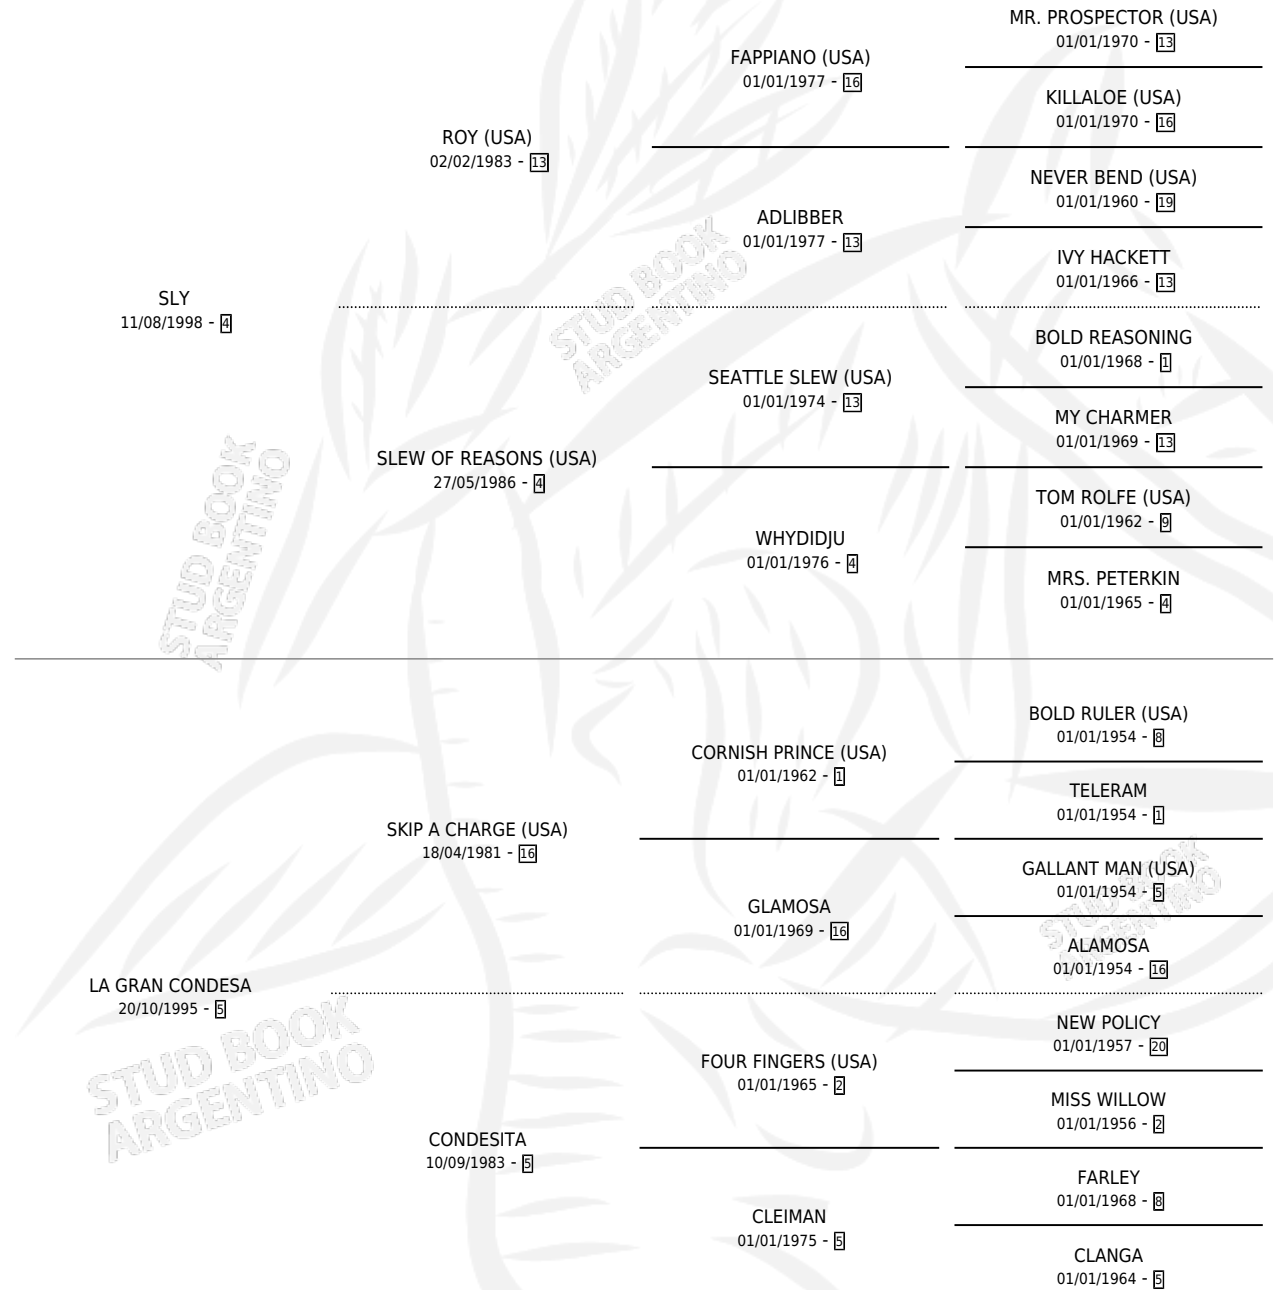 MR. PROSPECTOR (USA)
01/01/1970 - 13
FAPPIANO (USA)
01/01/1977 - 16
KILLALOE (USA)
01/01/1970 - 16
ROY (USA)
02/02/1983 - 13
NEVER BEND (USA)
01/01/1960 - 19
ADLIBBER
01/01/1977 - 13
IVY HACKETT
01/01/1966 - 13
SLY
11/08/1998 - 4
BOLD REASONING
01/01/1968 - 1
SEATTLE SLEW (USA)
01/01/1974 - 13
MY CHARMER
01/01/1969 - 13
SLEW OF REASONS (USA)
27/05/1986 - 4
TOM ROLFE (USA)
01/01/1962 - 9
WHYDIDJU
01/01/1976 - 4
MRS. PETERKIN
01/01/1965 - 4
STUD BOOK
ARGENTINO
STUD BOOK
ARGENTINO
BOLD RULER (USA)
01/01/1954 - 8
CORNISH PRINCE (USA)
01/01/1962 - 1
TELERAM
01/01/1954 - 1
SKIP A CHARGE (USA)
18/04/1981 - 16
GALLANT MAN (USA)
01/01/1954 - 5
GLAMOSA
01/01/1969 - 16
ALAMOSA
01/01/1954 - 16
LA GRAN CONDESA
20/10/1995 - 5
NEW POLICY
01/01/1957 - 20
FOUR FINGERS (USA)
01/01/1965 - 2
MISS WILLOW
01/01/1956 - 2
CONDESITA
10/09/1983 - 5
FARLEY
01/01/1968 - 8
CLEIMAN
01/01/1975 - 5
CLANGA
01/01/1964 - 5
STUD BOOK
ARGENTINO
STUD BOOK
ARGENTINO